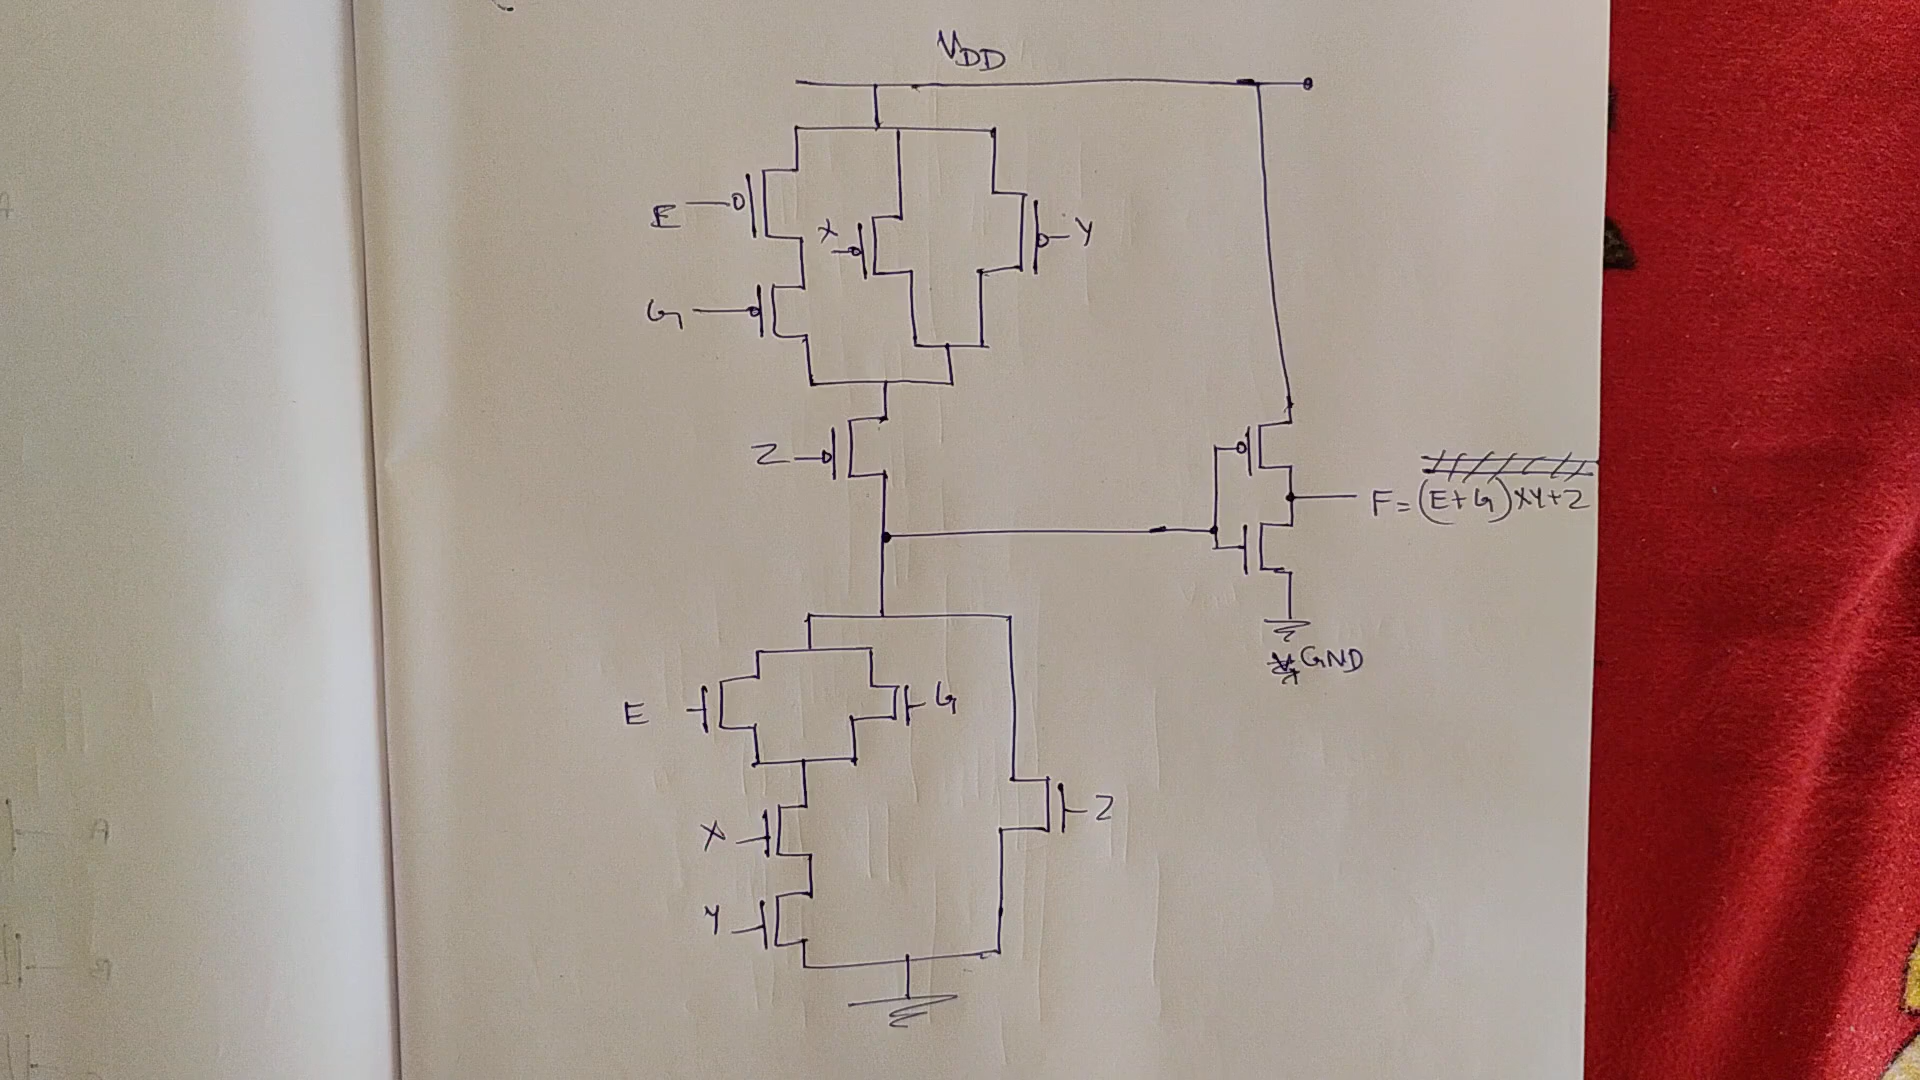 VDD
E
X
Y
G
Z
F = (E+G)XY+Z
GND
E
G
X
Z
Y
A